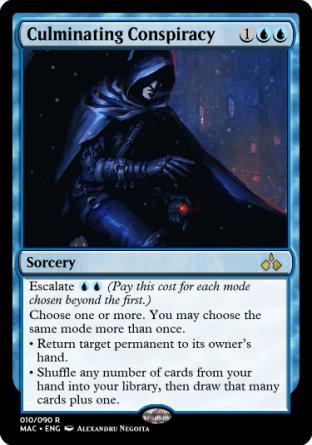 Culminating Conspiracy 1
Sorcery
Escalate (Pay this cost for each mode
chosen beyond the first.)
Choose one or more. You may choose the
same mode more than once.
• Return target permanent to its owner's
hand.
• Shuffle any number of cards from your
hand into your library, then draw that many
cards plus one.
010/090 R
MAC • ENG Alexandru Negoita